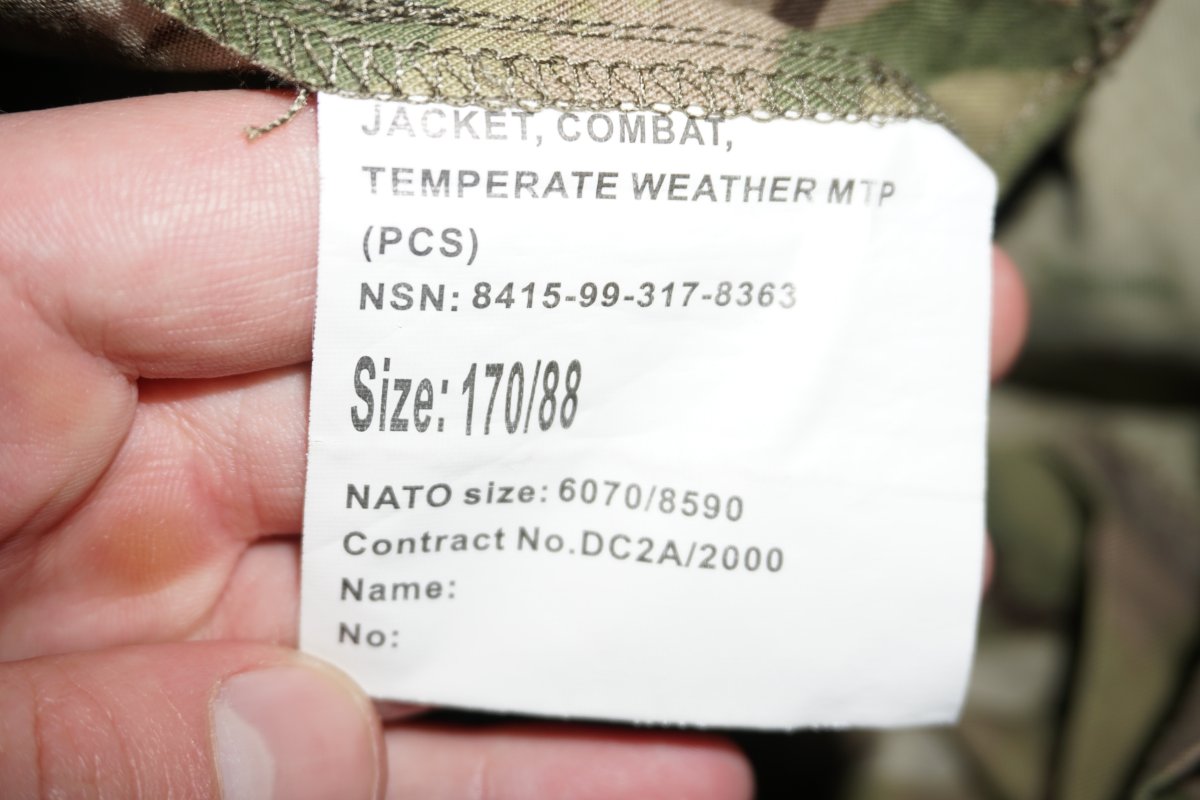 JACKET, COMBAT,
TEMPERATE WEATHER MTP
(PCS)
NSN: 8415-99-317-8363
Size: 170/88
NATO size: 6070/8590
Contract No.DC2A/2000
Name:
No: